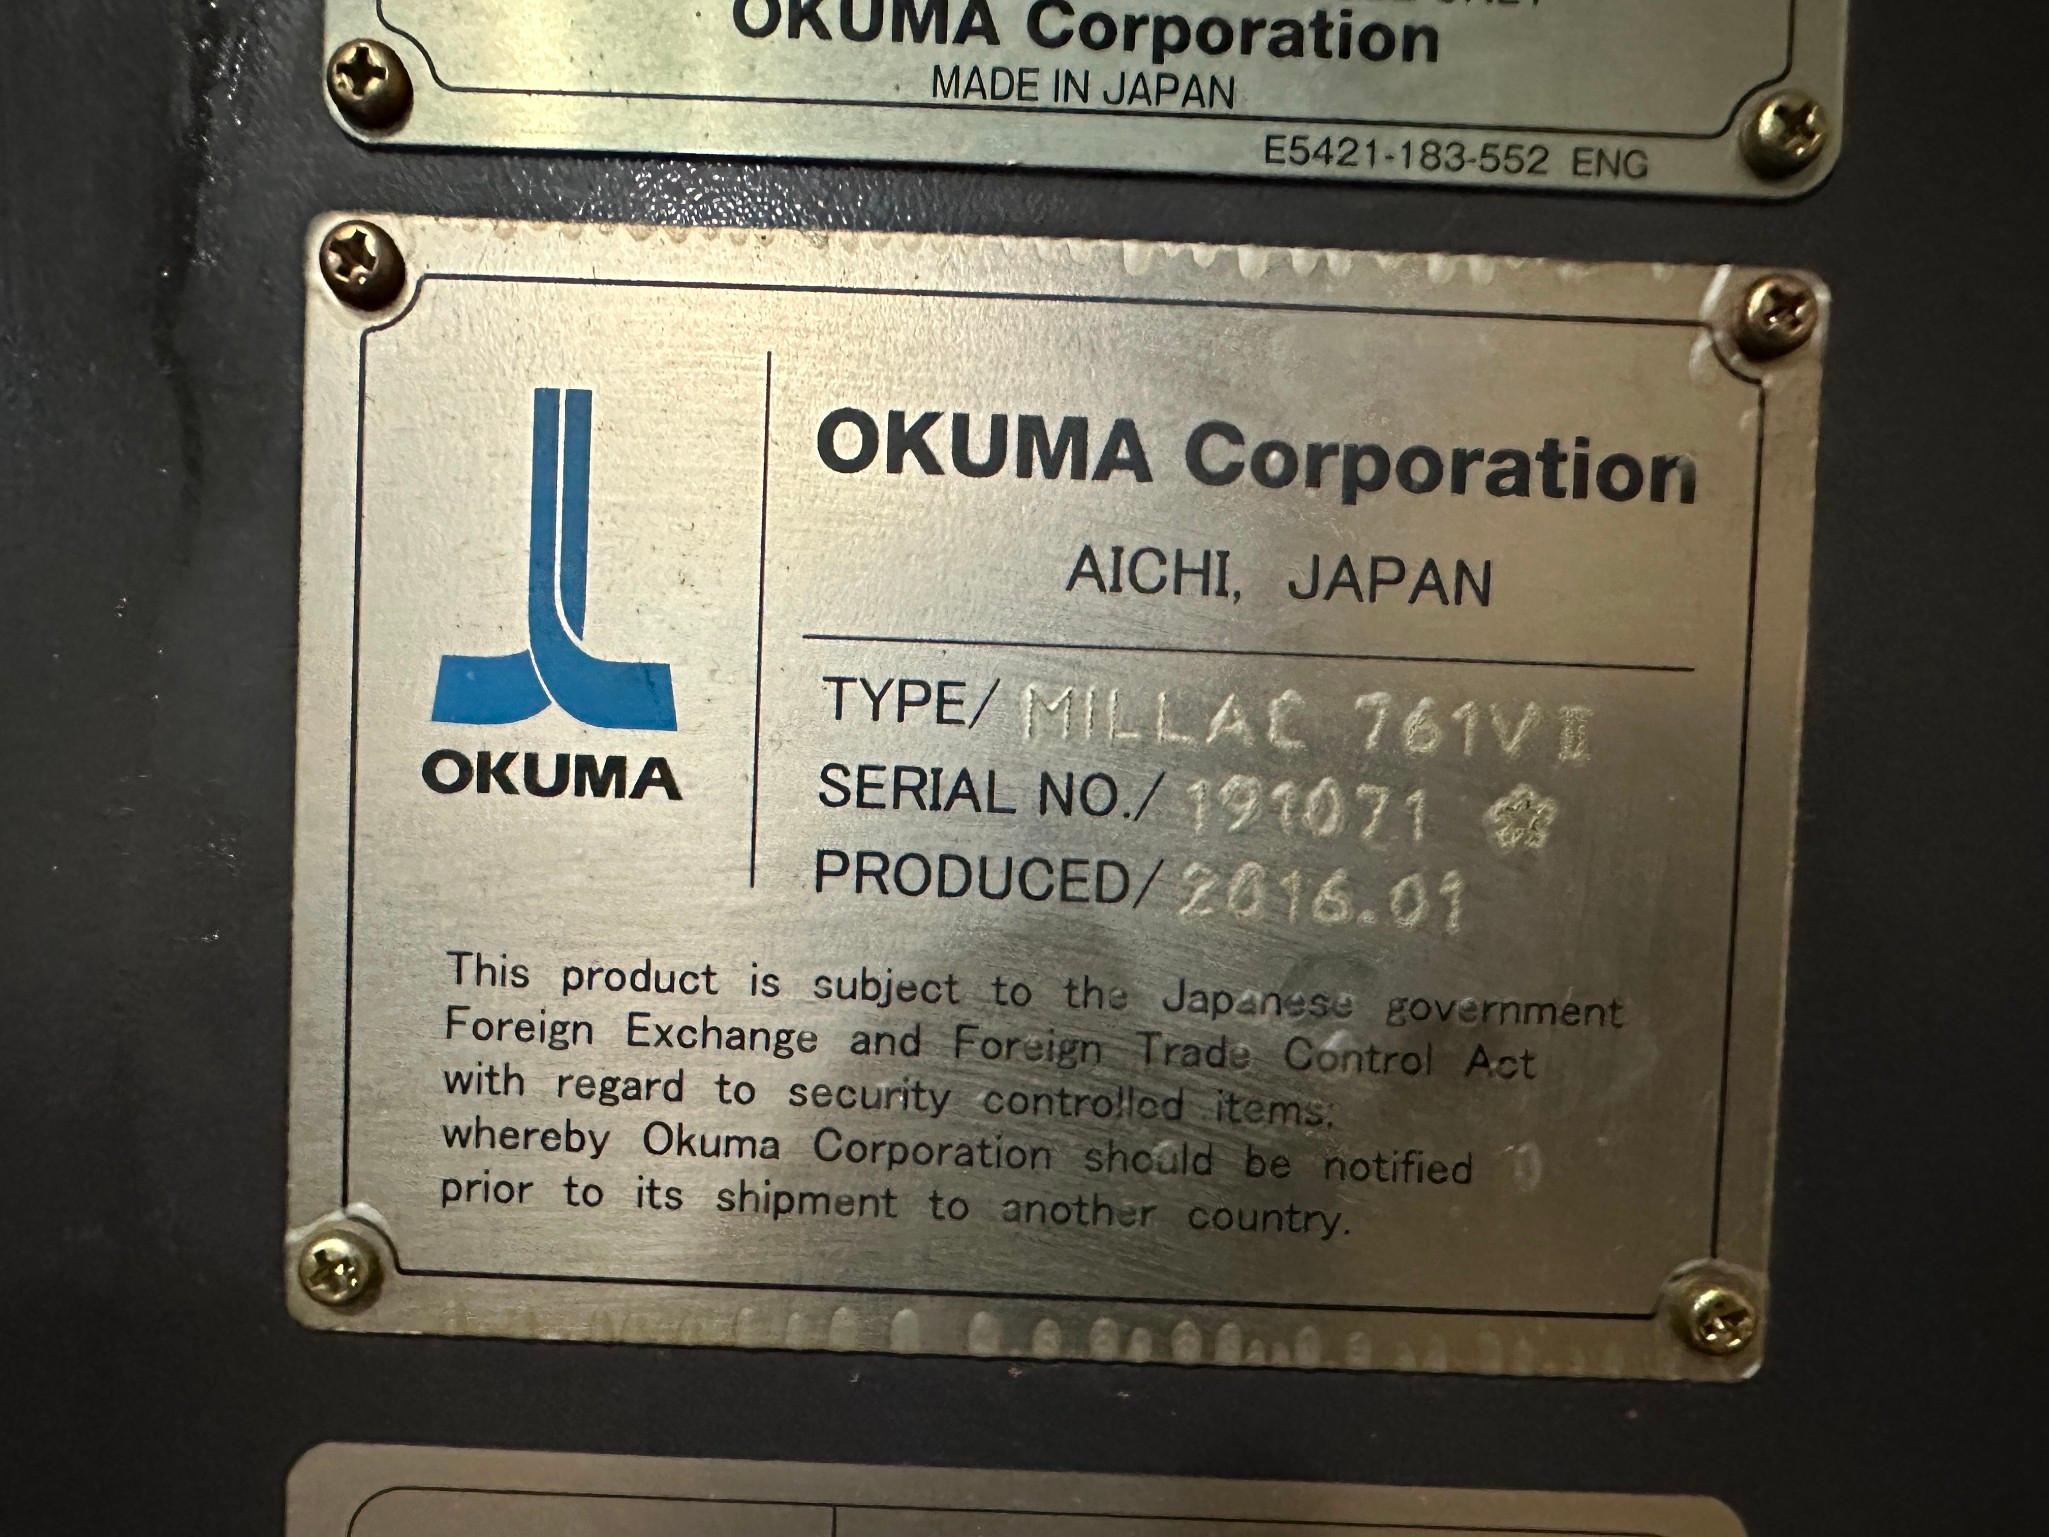 OKUMA Corporation
MADE IN JAPAN
E5421-183-552 ENG
OKUMA Corporation
AICHI, JAPAN
OKUMA
TYPE/ MILLAC 761VII
SERIAL NO./ 191071
PRODUCED/ 2016.01
This product is subject to the Japanese government
Foreign Exchange and Foreign Trade Control Act
with regard to security controlled items;
whereby Okuma Corporation should be notified
prior to its shipment to another country.